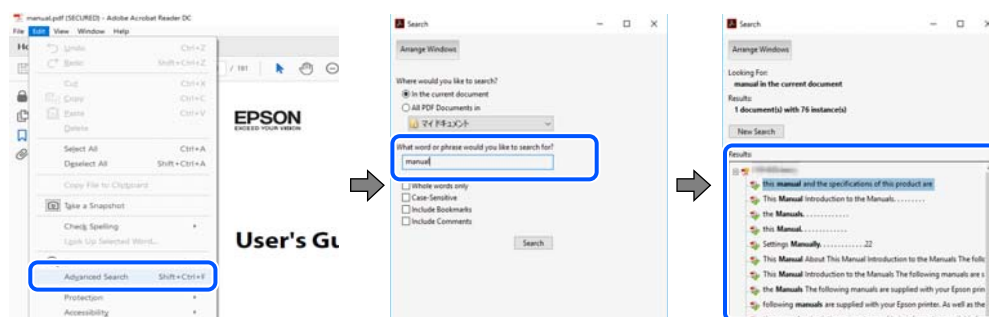 manual.pdf (SECURED) - Adobe Acrobat Reader DC
File Edit View Window Help
Undo Ctrl+Z
Redo Shift+Ctrl+Z
Cut Ctrl+X
Copy Ctrl+C
Paste Ctrl+V
Delete
Select All Ctrl+A
Deselect All Shift+Ctrl+A
Copy File to Clipboard
Take a Snapshot
Check Spelling
Look Up Selected Word...
Advanced Search Shift+Ctrl+F
Protection
Accessibility
/ 181
EPSON
EXCEED YOUR VISION
User's Gu
Search
Arrange Windows
Where would you like to search?
In the current document
All PDF Documents in
マイ ドキュメント
What word or phrase would you like to search for?
manual
Whole words only
Case-Sensitive
Include Bookmarks
Include Comments
Search
Search
Arrange Windows
Looking For:
manual in the current document
Results:
1 document(s) with 76 instance(s)
New Search
Results:
this manual and the specifications of this product are
This Manual Introduction to the Manuals. . . . . . . .
the Manuals. . . . . . . . . . . .
this Manual. . . . . . . . . . . .
Settings Manually. . . . . . . . . . . .22
This Manual About This Manual Introduction to the Manuals The follo
This Manual Introduction to the Manuals The following manuals are s
the Manuals The following manuals are supplied with your Epson prin
following manuals are supplied with your Epson printer. As well as the